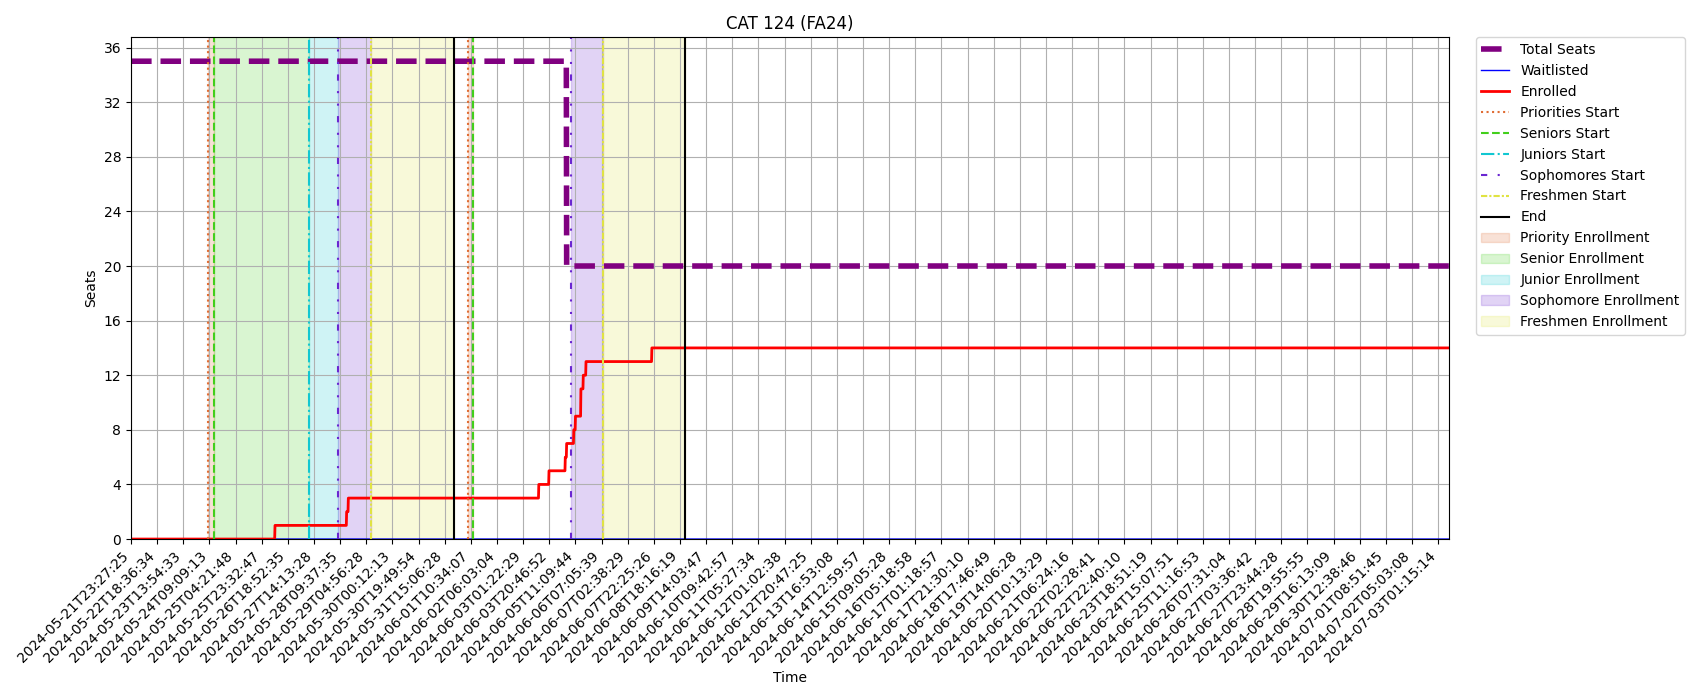 CAT 124 (FA24)
Seats
36
32
28
24
20
16
12
8
4
0
2024-05-21T23:27:25
2024-05-22T18:36:34
2024-05-23T13:54:33
2024-05-24T09:09:13
2024-05-25T04:21:48
2024-05-25T23:32:47
2024-05-26T18:52:35
2024-05-27T14:13:28
2024-05-28T09:37:35
2024-05-29T04:56:28
2024-05-30T00:12:13
2024-05-30T19:49:54
2024-05-31T15:06:28
2024-06-01T10:34:07
2024-06-02T06:03:04
2024-06-03T01:22:29
2024-06-03T20:46:52
2024-06-05T11:09:44
2024-06-06T07:05:39
2024-06-07T02:38:29
2024-06-07T22:25:26
2024-06-08T18:16:19
2024-06-09T14:03:47
2024-06-10T09:42:57
2024-06-11T05:27:34
2024-06-12T01:02:38
2024-06-12T20:47:25
2024-06-13T16:53:08
2024-06-14T12:59:57
2024-06-15T09:05:28
2024-06-16T05:18:58
2024-06-17T01:18:57
2024-06-17T21:30:10
2024-06-18T17:46:49
2024-06-19T14:06:28
2024-06-20T10:13:29
2024-06-21T06:24:16
2024-06-22T02:28:41
2024-06-22T22:40:10
2024-06-23T18:51:19
2024-06-24T15:07:51
2024-06-25T11:16:53
2024-06-26T07:31:04
2024-06-27T03:36:42
2024-06-27T23:44:28
2024-06-28T19:55:55
2024-06-29T16:13:09
2024-06-30T12:38:46
2024-07-01T08:51:45
2024-07-02T05:03:08
2024-07-03T01:15:14
Time
Total Seats
Waitlisted
Enrolled
Priorities Start
Seniors Start
Juniors Start
Sophomores Start
Freshmen Start
End
Priority Enrollment
Senior Enrollment
Junior Enrollment
Sophomore Enrollment
Freshmen Enrollment